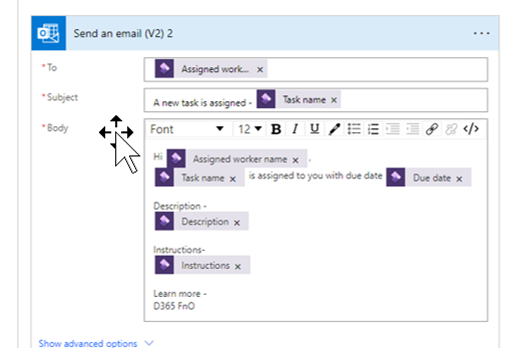 Send an email (V2) 2 ...
* To
Assigned work... x
* Subject
A new task is assigned - Task name x
* Body
Font 12 B I U </>
Hi Assigned worker name x ,
Task name x is assigned to you with due date Due date x
Description -
Description x
Instructions-
Instructions x
Learn more -
D365 FnO
Show advanced options